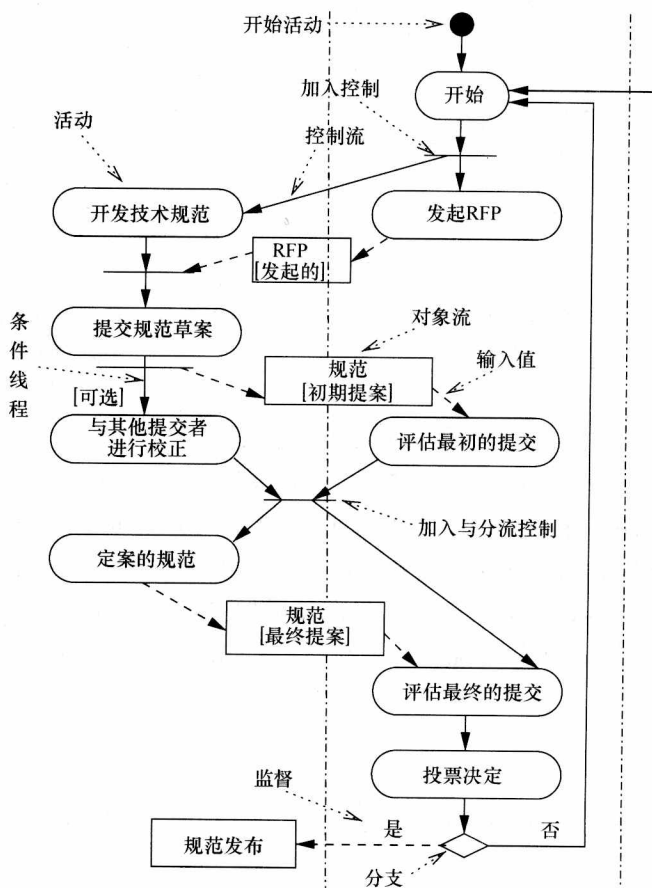 开始活动
加入控制
开始
活动
控制流
开发技术规范
发起RFP
RFP
[发起的]
条件线程
提交规范草案
对象流
规范
[初期提案]
输入值
[可选]
与其他提交者
进行校正
评估最初的提交
加入与分流控制
定案的规范
规范
[最终提案]
评估最终的提交
投票决定
监督
是
否
规范发布
分支